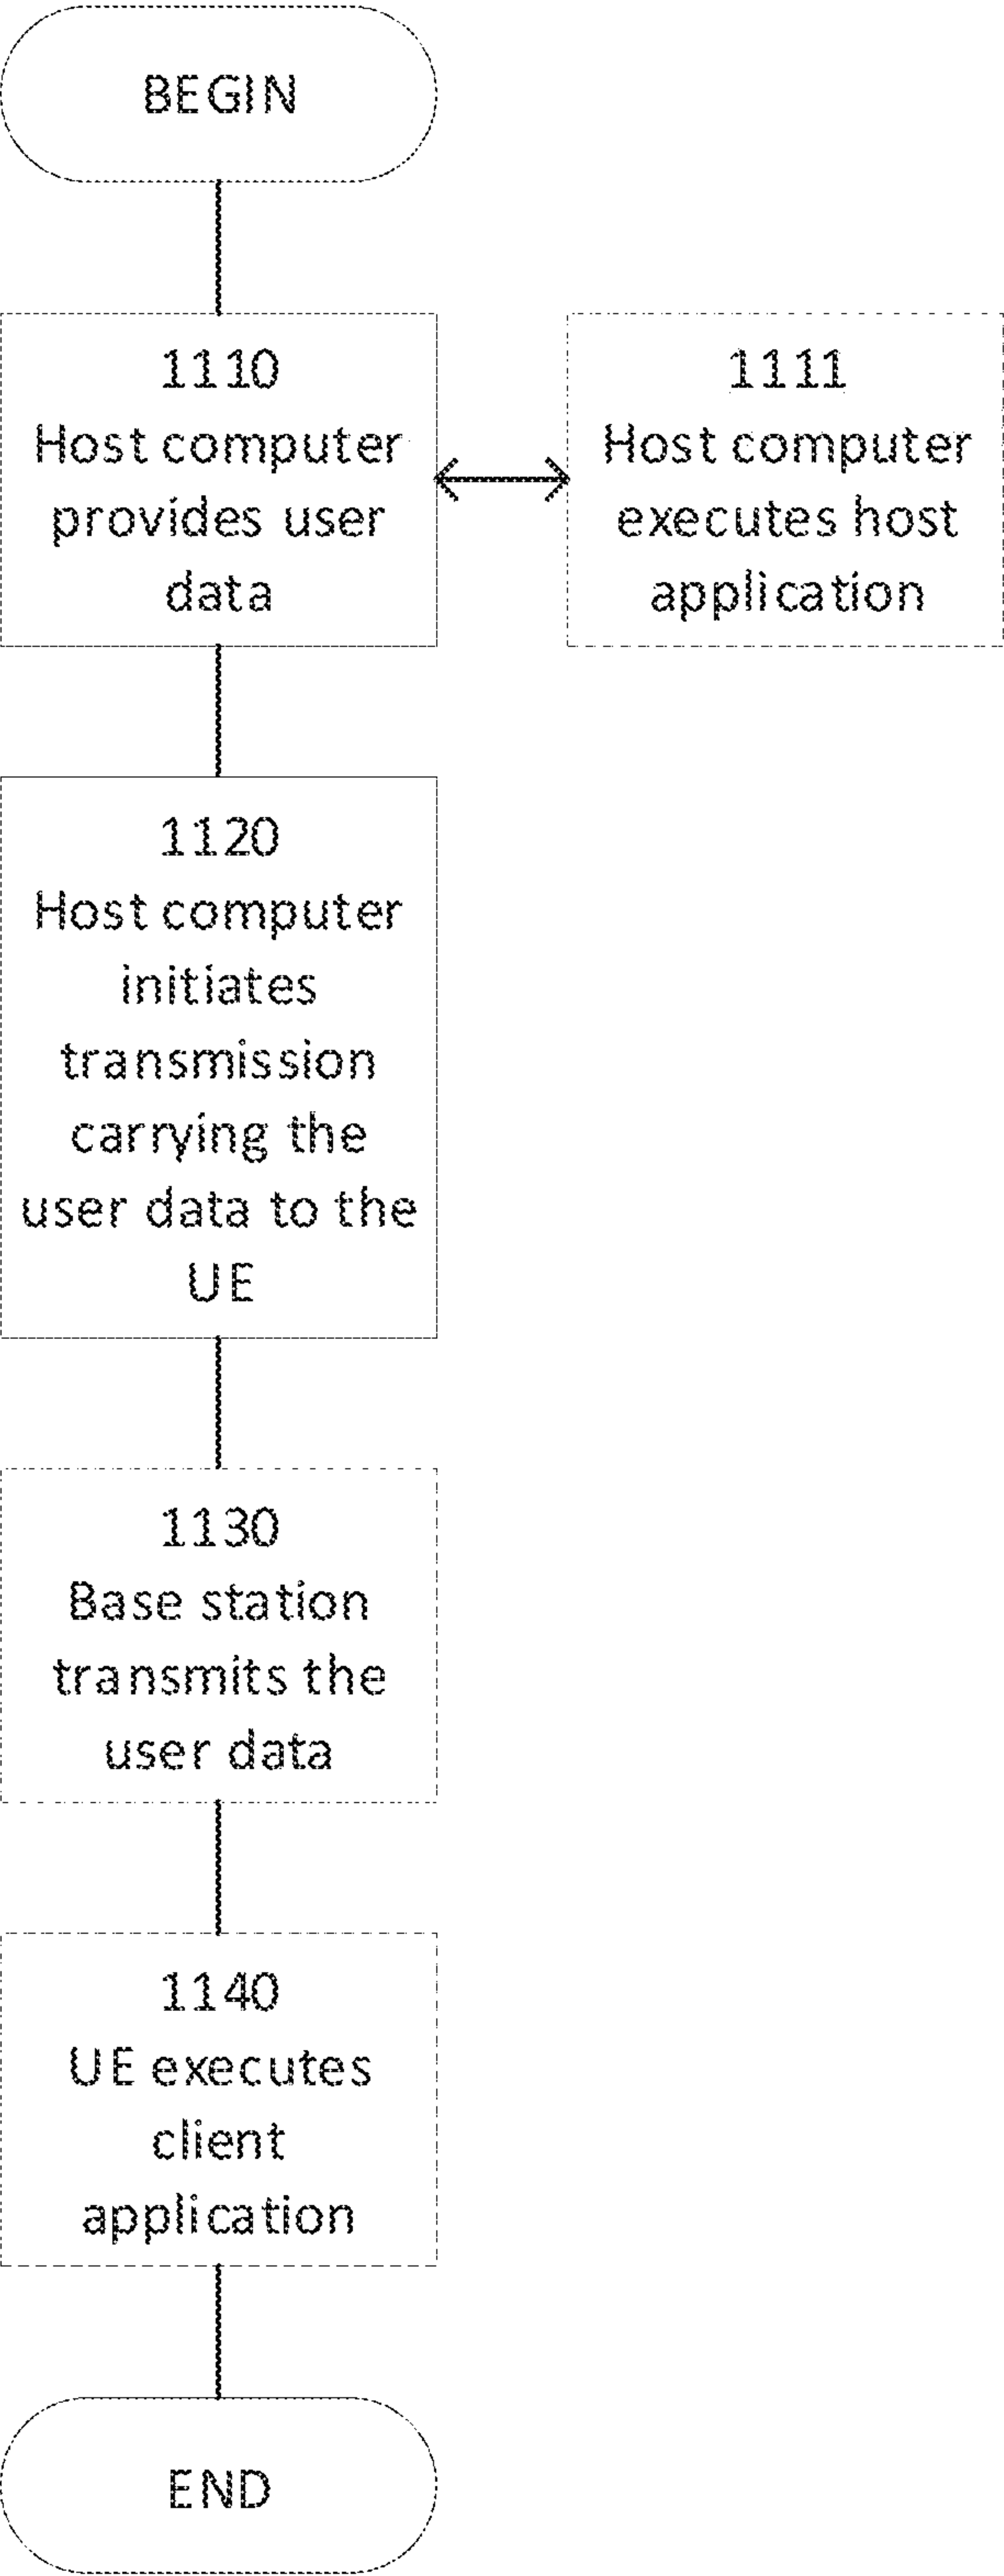 BEGIN
1110
Host computer
provides user
data
1111
Host computer
executes host
application
1120
Host computer
initiates
transmission
carrying the
user data to the
UE
1130
Base station
transmits the
user data
1140
UE executes
client
application
END